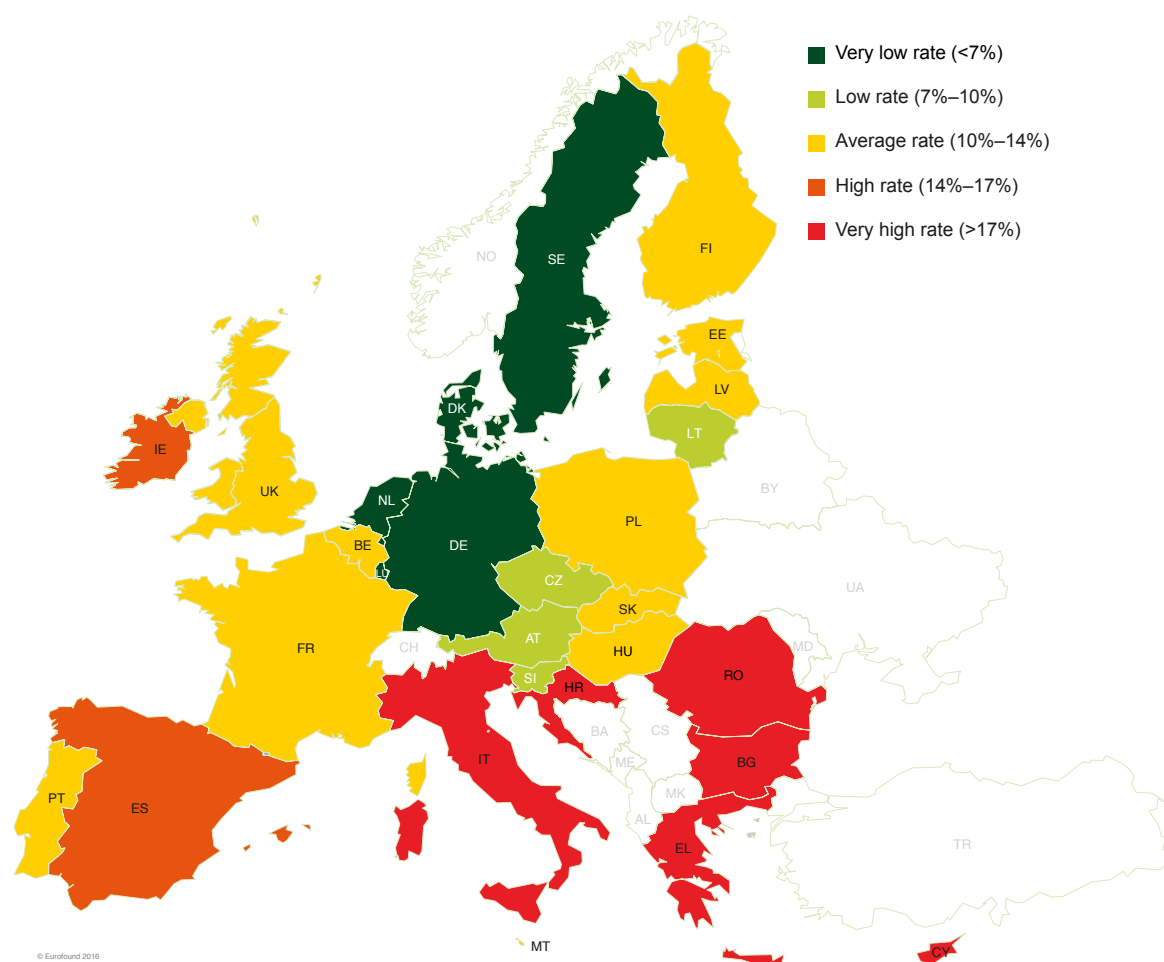 Very low rate (<7%)
Low rate (7%–10%)
Average rate (10%–14%)
High rate (14%–17%)
Very high rate (>17%)
NO
SE
FI
EE
LV
LT
DK
IE
UK
NL
BY
BE
DE
PL
LU
CZ
UA
SK
FR
CH
AT
HU
MD
SI
HR
RO
BA
CS
IT
ME
BG
MK
PT
ES
AL
EL
TR
MT
CY
© Eurofound 2016